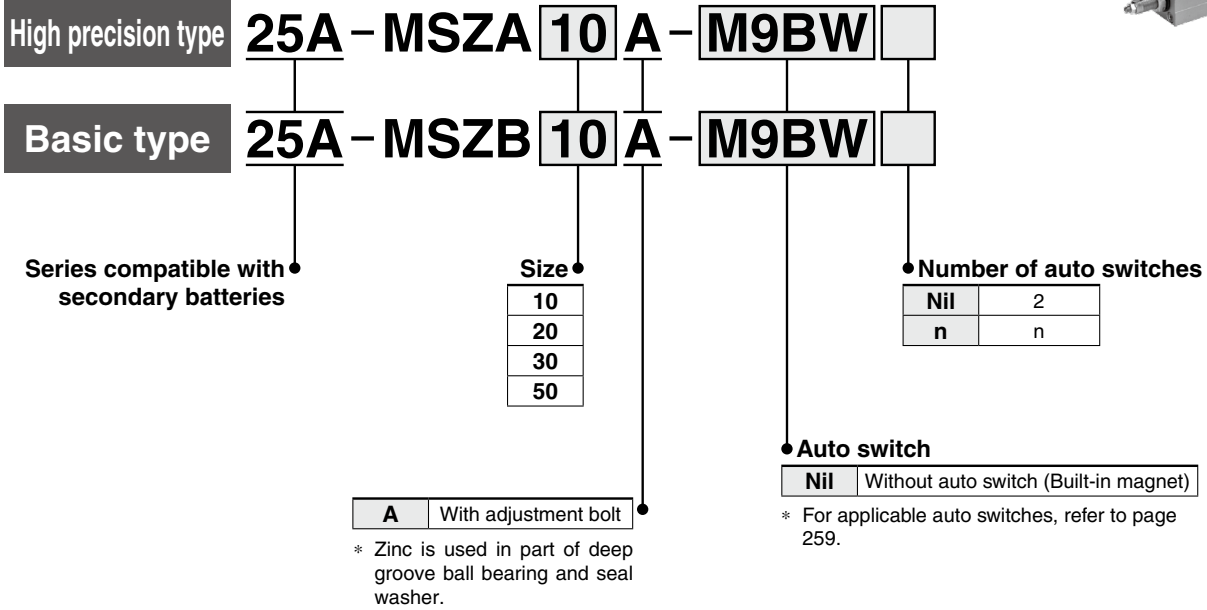 High precision type 25A-MSZA 10 A-M9BW
Basic type 25A-MSZB 10 A-M9BW
Series compatible with
secondary batteries
Size
10
20
30
50
Number of auto switches
Nil 2
n n
Auto switch
Nil Without auto switch (Built-in magnet)
* For applicable auto switches, refer to page
259.
A With adjustment bolt
* Zinc is used in part of deep
groove ball bearing and seal
washer.